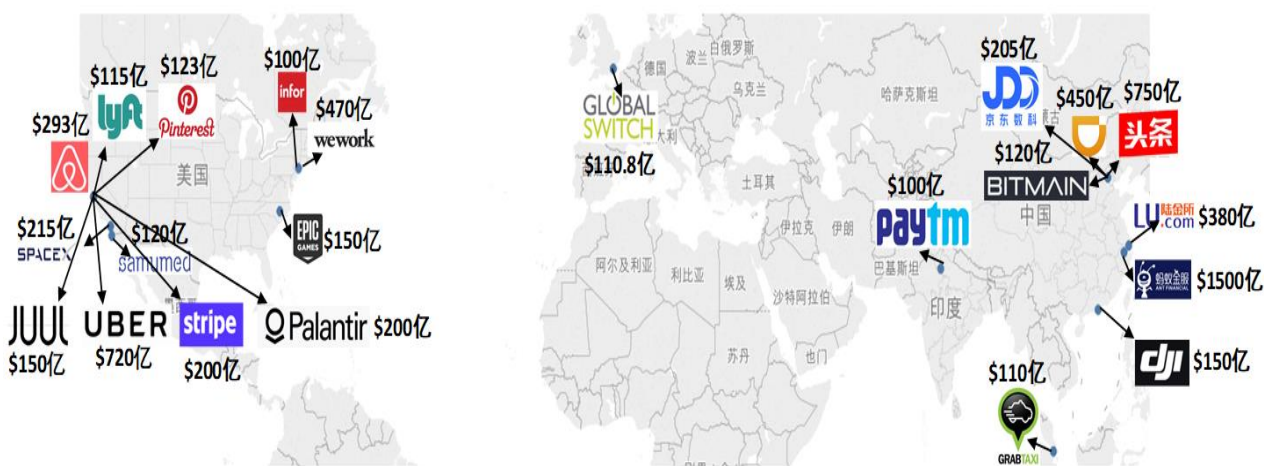 $115亿
lyft
$123亿
Pinterest
$100亿
infor
$470亿
wework
$293亿
美国
$215亿
SPACEX
$120亿
samumed
EPIC
GAMES
$150亿
JUUL
$150亿
UBER
$720亿
stripe
$200亿
Palantir $200亿
德国
波兰
白俄罗斯
乌克兰
哈萨克斯坦
GLOBAL
SWITCH
大利
$110.8亿
土耳其
伊拉克
伊朗
阿尔及利亚
利比亚
埃及
沙特阿拉伯
苏丹
也门
$100亿
paytm
巴基斯坦
印度
$205亿
JDD
京东数科
蒙古
$450亿
$750亿
头条
$120亿
BITMAIN
中国
LU
陆金所
.com
$380亿
蚂蚁金服
ANT FINANCIAL
$1500亿
dji
$150亿
$110亿
GRABTAXI